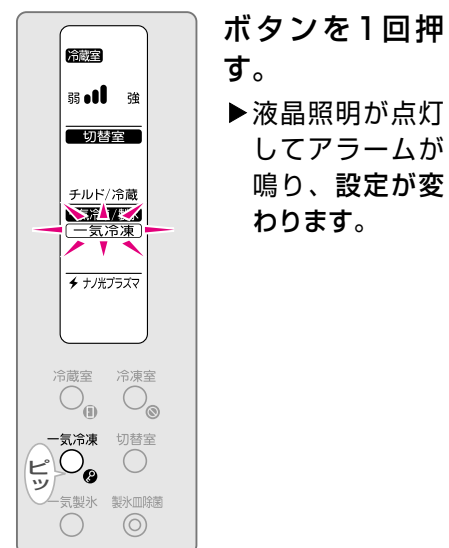 冷蔵室
弱 強
切替室
チルド/冷蔵
一気冷凍
ナノ光プラズマ
冷蔵室 冷凍室
一気冷凍 切替室
ピッ
一気製氷 製氷皿除菌
ボタンを1回押
す。
▶液晶照明が点灯
してアラームが
鳴り、設定が変
わります。